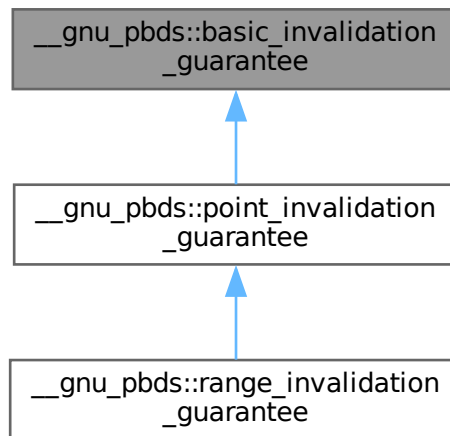 __gnu_pbds::basic_invalidation
_guarantee
__gnu_pbds::point_invalidation
_guarantee
__gnu_pbds::range_invalidation
_guarantee